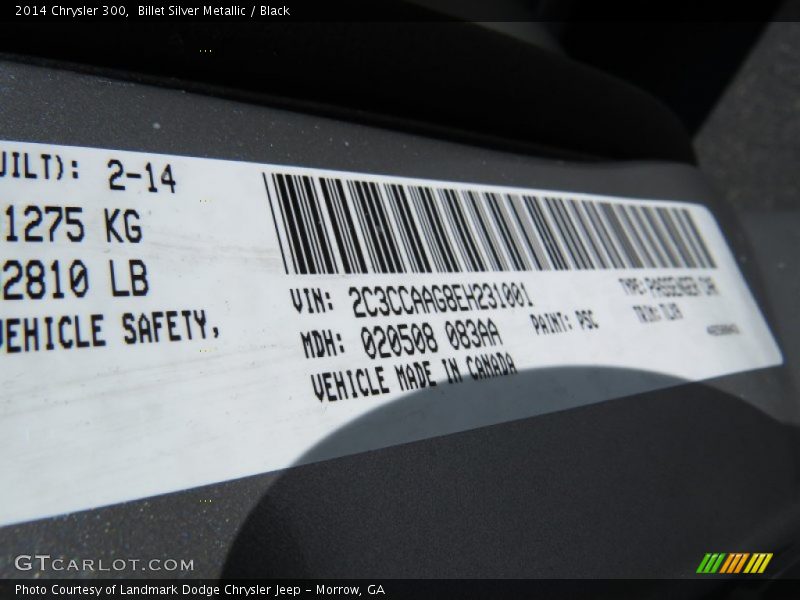 2014 Chrysler 300,  Billet Silver Metallic / Black
UILT): 2-14
1275 KG
2810 LB
VEHICLE SAFETY,
VIN: 2C3CCAAG8EH231001
MDH: 020508 083AA
PAINT: PSC
VEHICLE MADE IN CANADA
TYPE: PASSENGER CAR
TRIM:
GTCARLOT.COM
Photo Courtesy of Landmark Dodge Chrysler Jeep – Morrow, GA